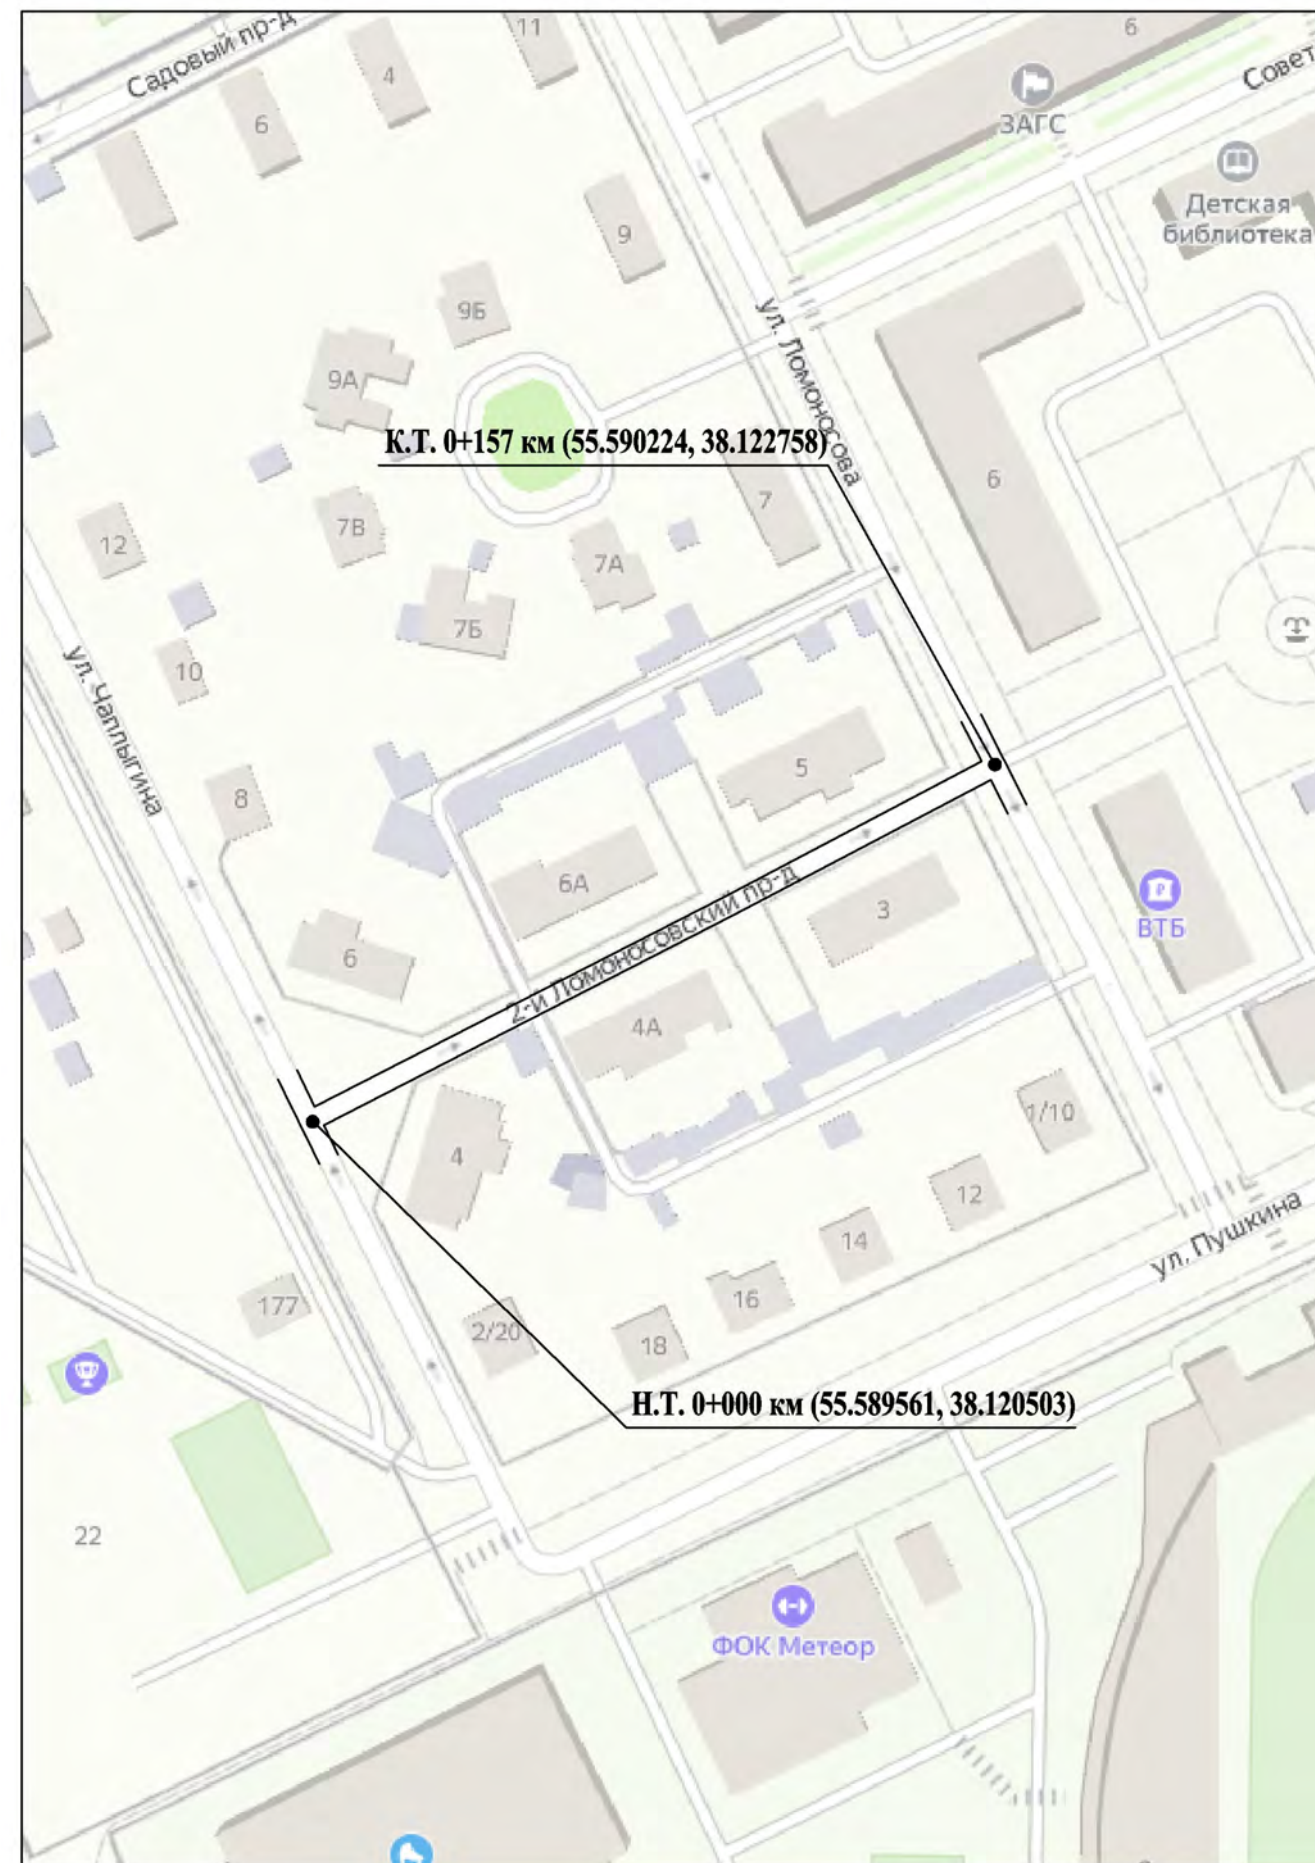 Садовый пр-д
11
6
4
6
ЗАГС
Совет
Детская
библиотека
9
9Б
9А
ул. Ломоносова
К.Т. 0+157 км (55.590224, 38.122758)
7
6
7В
12
7А
7Б
10
ул. Чаплыгина
5
8
6А
3
ВТБ
6
2-й Ломоносовский пр-д
4А
1/10
4
12
14
ул. Пушкина
16
177
2/20
18
Н.Т. 0+000 км (55.589561, 38.120503)
22
ФОК Метеор